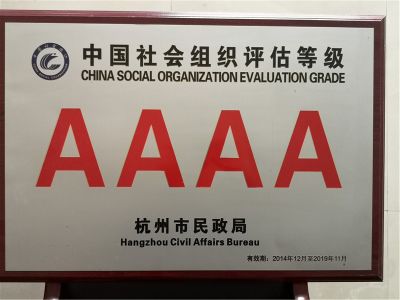 中国社会组织评估等级
CHINA SOCIAL ORGANIZATION EVALUATION GRADE
AAAA
杭州市民政局
Hangzhou Civil Affairs Bureau
有效期：2014年12月至2019年11月